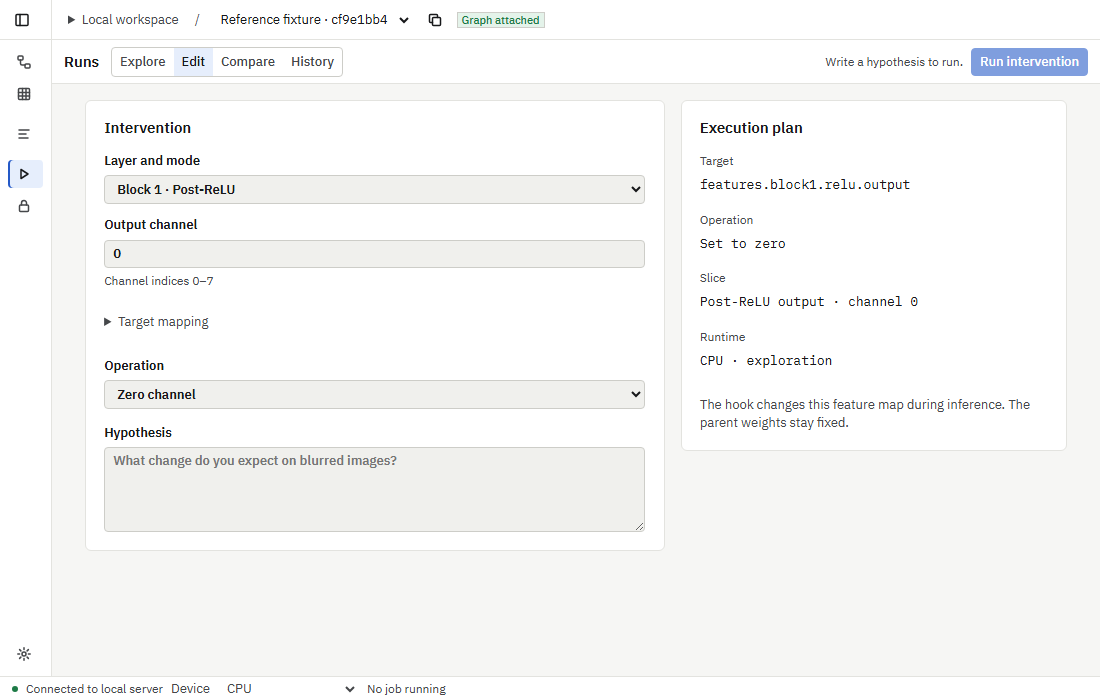 Local workspace / Reference fixture · cf9e1bb4 Graph attached
Runs Explore Edit Compare History Write a hypothesis to run. Run intervention
Intervention
Layer and mode
Block 1 · Post-ReLU
Output channel
0
Channel indices 0–7
Target mapping
Operation
Zero channel
Hypothesis
What change do you expect on blurred images?
Execution plan
Target
features.block1.relu.output
Operation
Set to zero
Slice
Post-ReLU output · channel 0
Runtime
CPU · exploration
The hook changes this feature map during inference. The
parent weights stay fixed.
Connected to local server Device CPU No job running